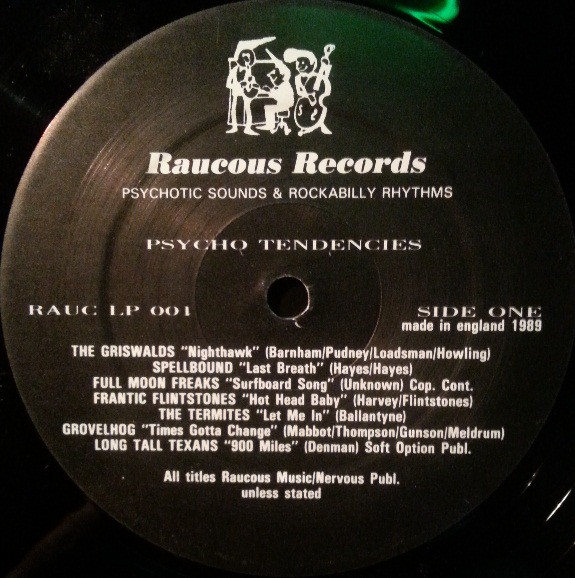 Raucous Records
PSYCHOTIC SOUNDS & ROCKABILLY RHYTHMS
PSYCHO TENDENCIES
RAUC LP 001
SIDE ONE
made in england 1989
THE GRISWALDS "Nighthawk" (Barnham/Pudney/Loadsman/Howling)
SPELLBOUND "Last Breath" (Hayes/Hayes)
FULL MOON FREAKS "Surfboard Song" (Unknown) Cop. Cont.
FRANTIC FLINTSTONES "Hot Head Baby" (Harvey/Flintstones)
THE TERMITES "Let Me In" (Ballantyne)
GROVELHOG "Times Gotta Change" (Mabbot/Thompson/Gunson/Meldrum)
LONG TALL TEXANS "900 Miles" (Denman) Soft Option Publ.
All titles Raucous Music/Nervous Publ.
unless stated